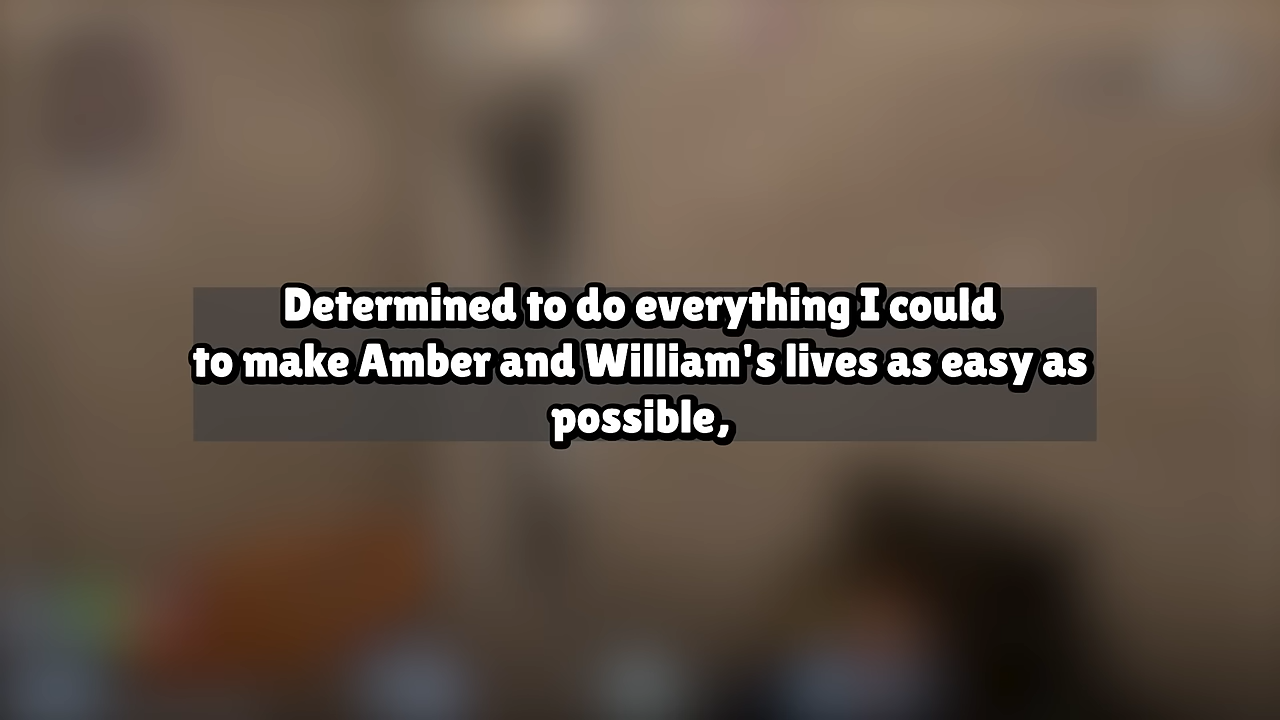 Determined to do everything I could
to make Amber and William's lives as easy as
possible,